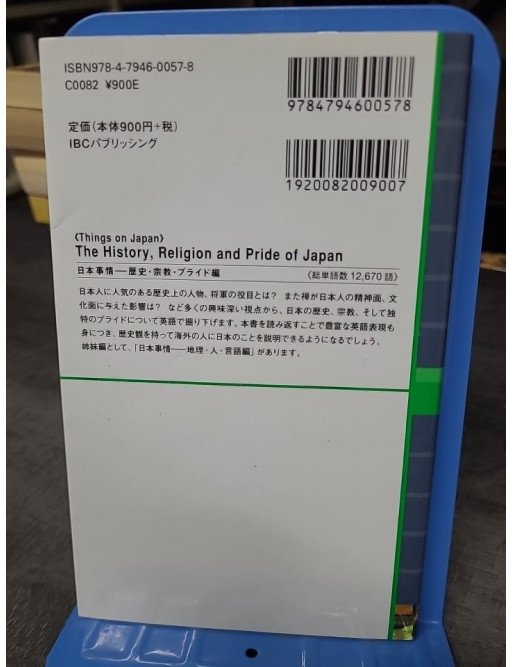 ISBN978-4-7946-0057-8
C0082 ¥900E
9784794600578
定価(本体900円+税)
IBCパブリッシング
1920082009007
〈Things on Japan〉
The History, Religion and Pride of Japan
日本事情──歴史・宗教・プライド編
〈総単語数 12,670 語〉
日本人に人気のある歴史上の人物、将軍の役目とは? また禅が日本人の精神面、文
化面に与えた影響は? など多くの興味深い視点から、日本の歴史、宗教、そして独
特のプライドについて英語で掘り下げます。本書を読み返すことで豊富な英語表現も
身につき、歴史観を持って海外の人に日本のことを説明できるようになるでしょう。
姉妹編として、「日本事情──地理・人・言語編」があります。